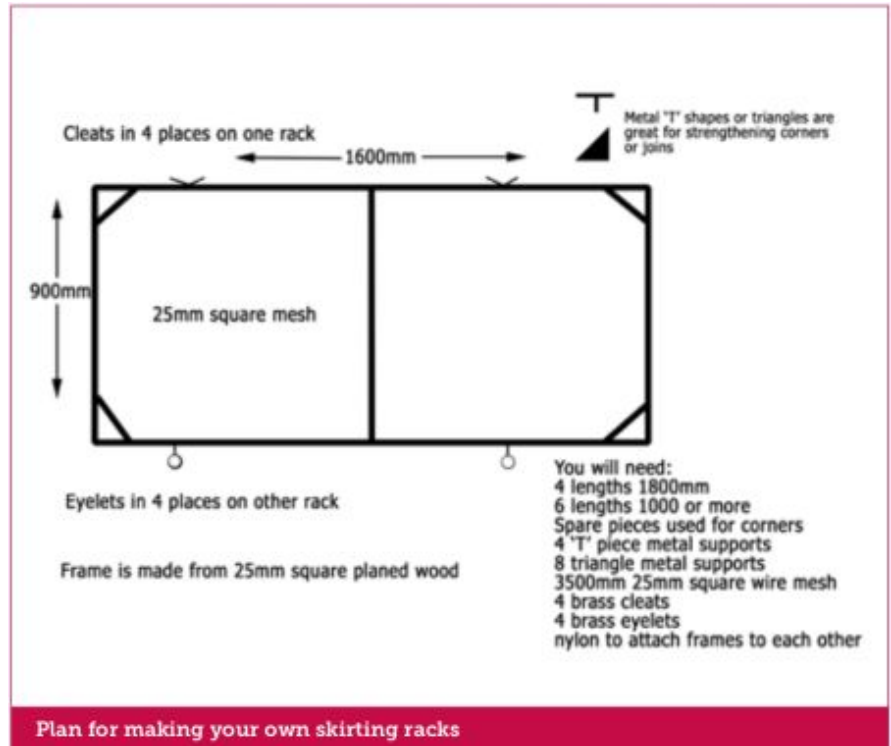 Metal 'T' shapes or triangles are
great for strengthening corners
or joins
Cleats in 4 places on one rack
1600mm
900mm
25mm square mesh
Eyelets in 4 places on other rack
Frame is made from 25mm square planed wood
You will need:
4 lengths 1800mm
6 lengths 1000 or more
Spare pieces used for corners
4 'T' piece metal supports
8 triangle metal supports
3500mm 25mm square wire mesh
4 brass cleats
4 brass eyelets
nylon to attach frames to each other
Plan for making your own skirting racks